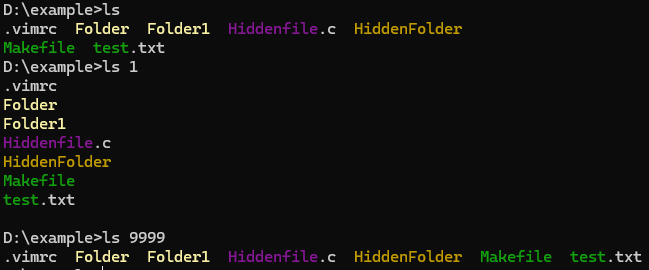 D:\example>ls
.vimrc  Folder  Folder1  Hiddenfile.c  HiddenFolder
Makefile  test.txt
D:\example>ls 1
.vimrc
Folder
Folder1
Hiddenfile.c
HiddenFolder
Makefile
test.txt
D:\example>ls 9999
.vimrc  Folder  Folder1  Hiddenfile.c  HiddenFolder  Makefile  test.txt